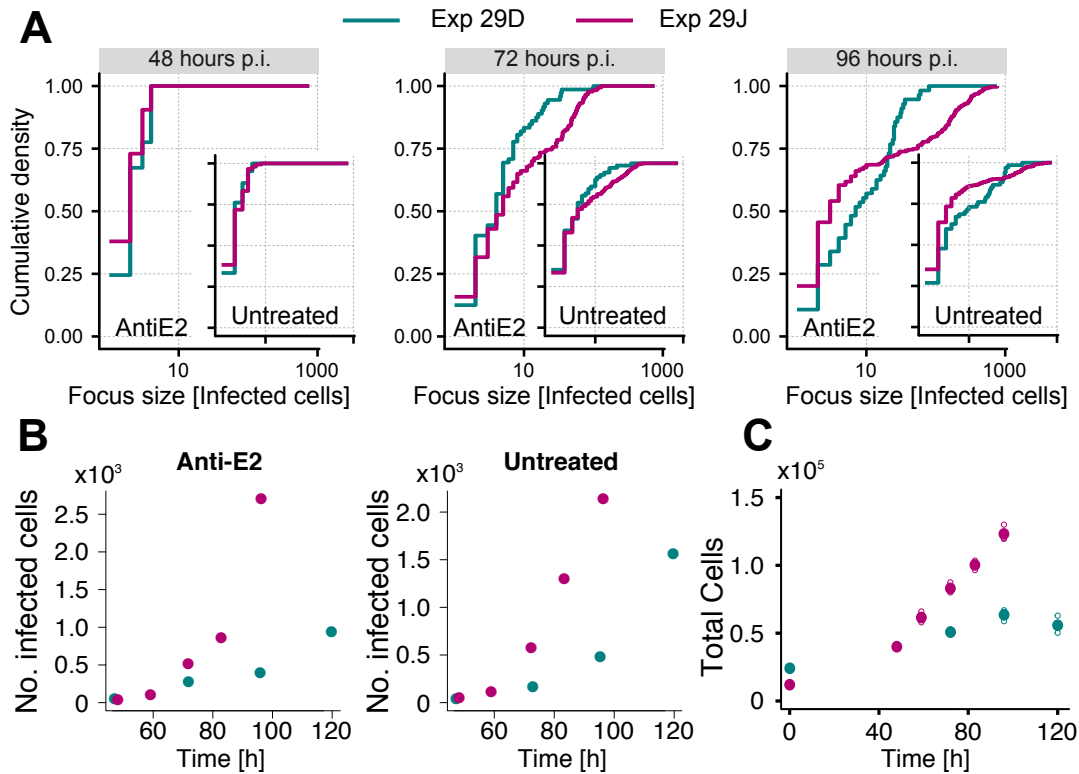 A
Exp 29D
Exp 29J
48 hours p.i.
72 hours p.i.
96 hours p.i.
Cumulative density
1.00
0.75
0.50
0.25
0.00
AntiE2
Untreated
10
1000
Focus size [Infected cells]
1.00
0.75
0.50
0.25
0.00
AntiE2
Untreated
10
1000
Focus size [Infected cells]
1.00
0.75
0.50
0.25
0.00
AntiE2
Untreated
10
1000
Focus size [Infected cells]
B
Anti-E2
x10³
No. infected cells
2.5
2.0
1.5
1.0
0.5
0
60
80
100
120
Time [h]
Untreated
x10³
No. infected cells
2.0
1.5
1.0
0.5
0
60
80
100
120
Time [h]
C
x10⁵
Total Cells
1.5
1.0
0.5
0
0
40
80
120
Time [h]